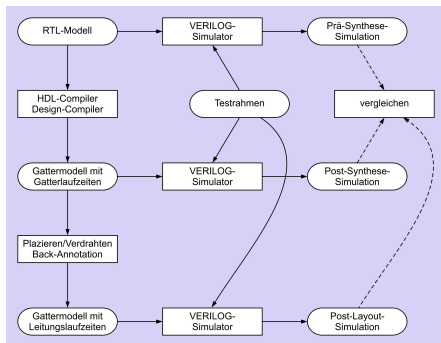 RTL-Modell
VERILOG-
Simulator
Prä-Synthese-
Simulation
HDL-Compiler
Design-Compiler
Testrahmen
vergleichen
Gattermodell mit
Gatterlaufzeiten
VERILOG-
Simulator
Post-Synthese-
Simulation
Plazieren/Verdrahten
Back-Annotation
Gattermodell mit
Leitungslaufzeiten
VERILOG-
Simulator
Post-Layout-
Simulation